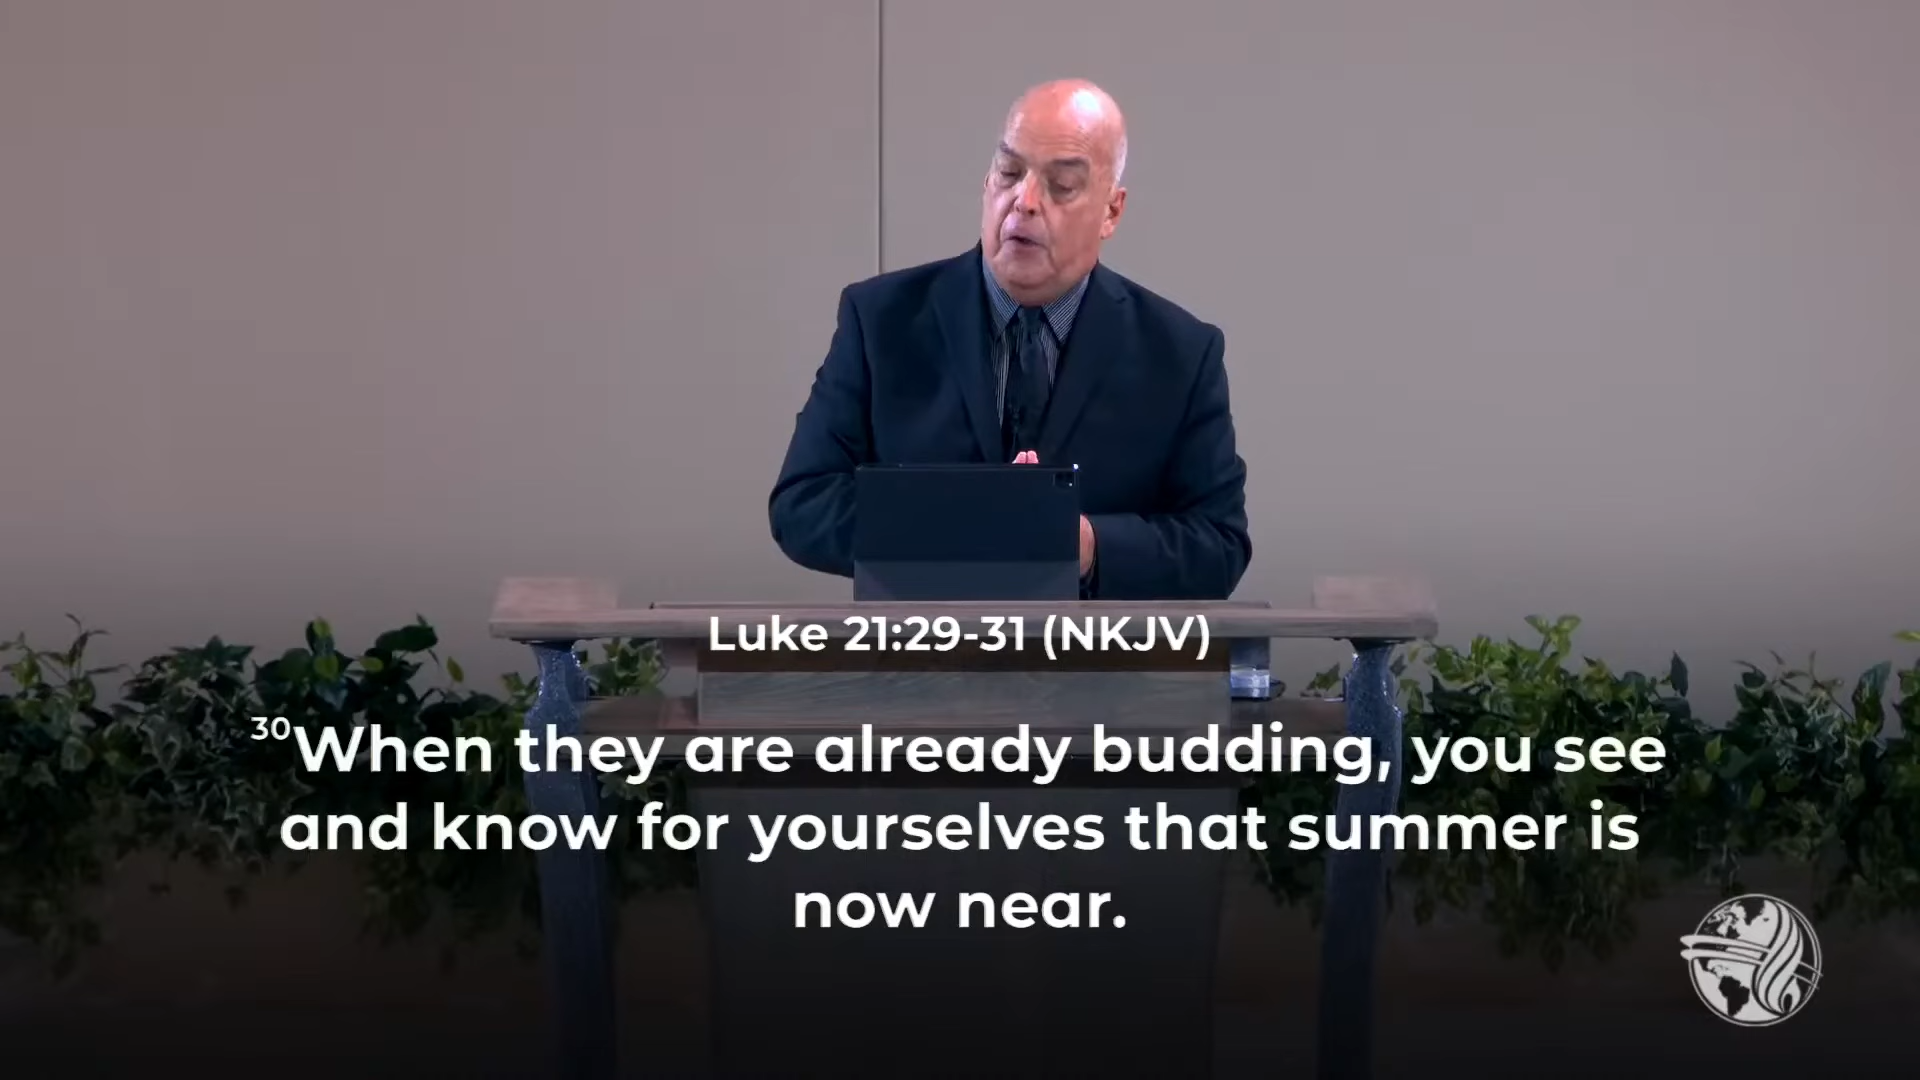 Luke 21:29-31 (NKJV)
30When they are already budding, you see
and know for yourselves that summer is
now near.